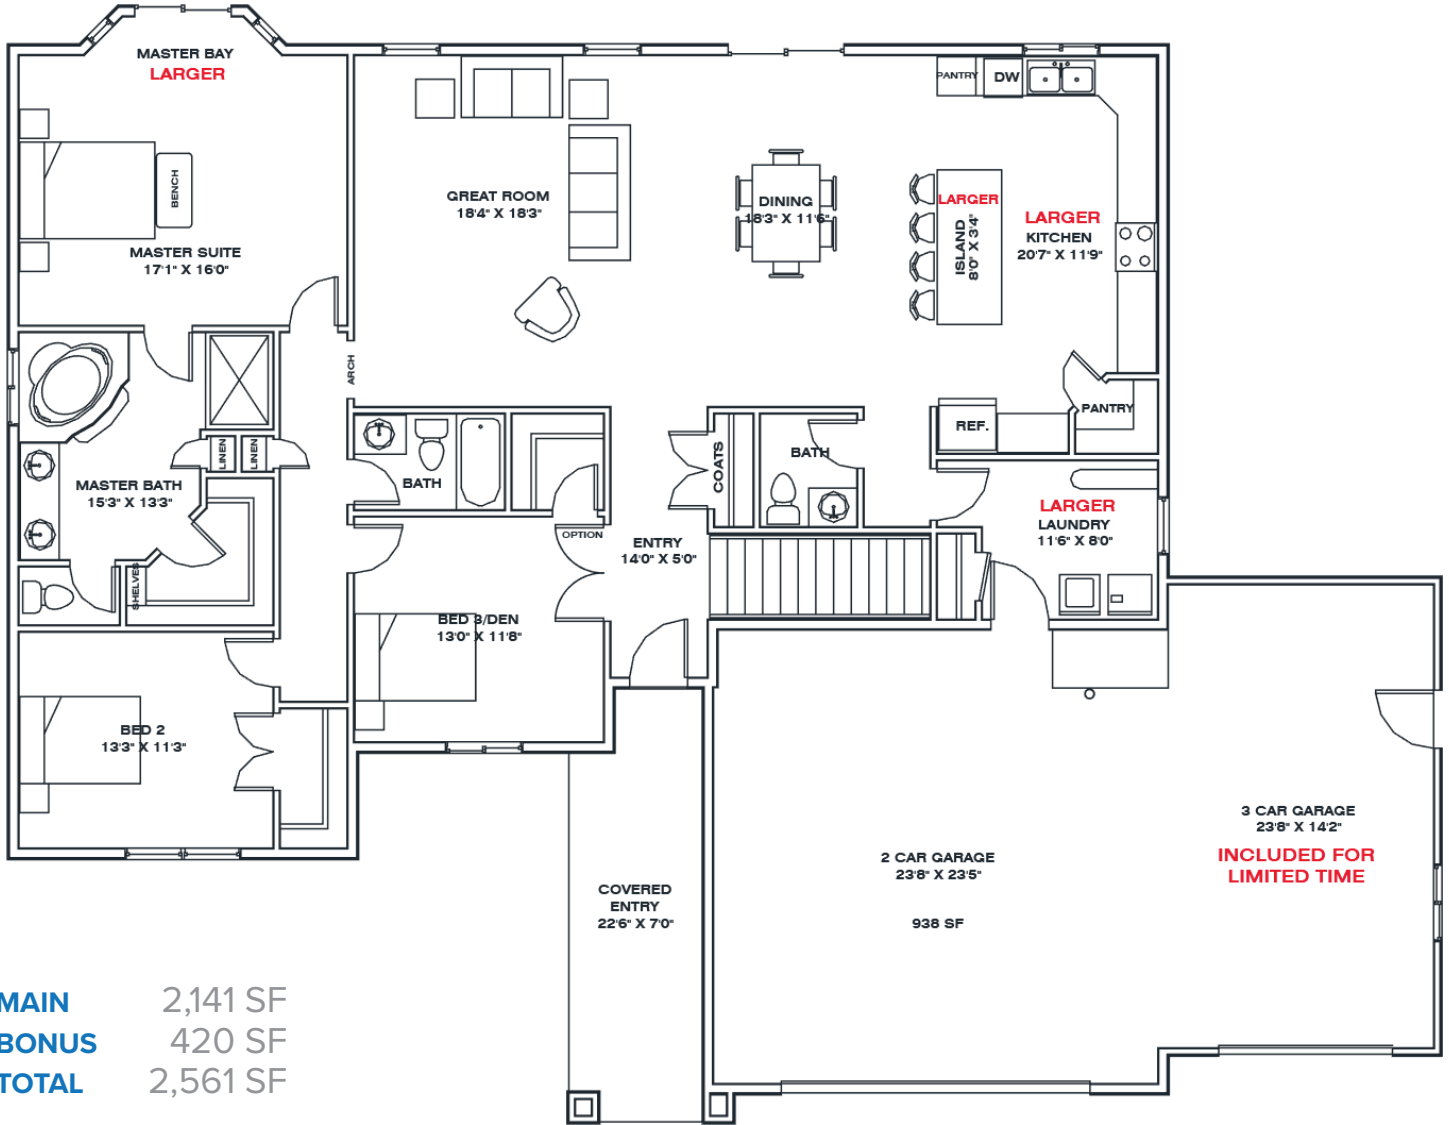 MASTER BAY
LARGER
BENCH
MASTER SUITE
17'1" X 16'0"
GREAT ROOM
18'4" X 18'3"
DINING
18'3" X 11'6"
PANTRY
DW
LARGER
ISLAND
8'0" X 3'4"
LARGER
KITCHEN
20'7" X 11'9"
ARCH
PANTRY
REF.
LINEN
LINEN
MASTER BATH
15'3" X 13'3"
BATH
COATS
BATH
LARGER
LAUNDRY
11'6" X 8'0"
OPTION
ENTRY
14'0" X 5'0"
SHELVES
BED 3/DEN
13'0" X 11'8"
BED 2
13'3" X 11'3"
COVERED
ENTRY
22'6" X 7'0"
2 CAR GARAGE
23'8" X 23'5"
938 SF
3 CAR GARAGE
23'8" X 14'2"
INCLUDED FOR
LIMITED TIME
MAIN 2,141 SF
BONUS 420 SF
TOTAL 2,561 SF